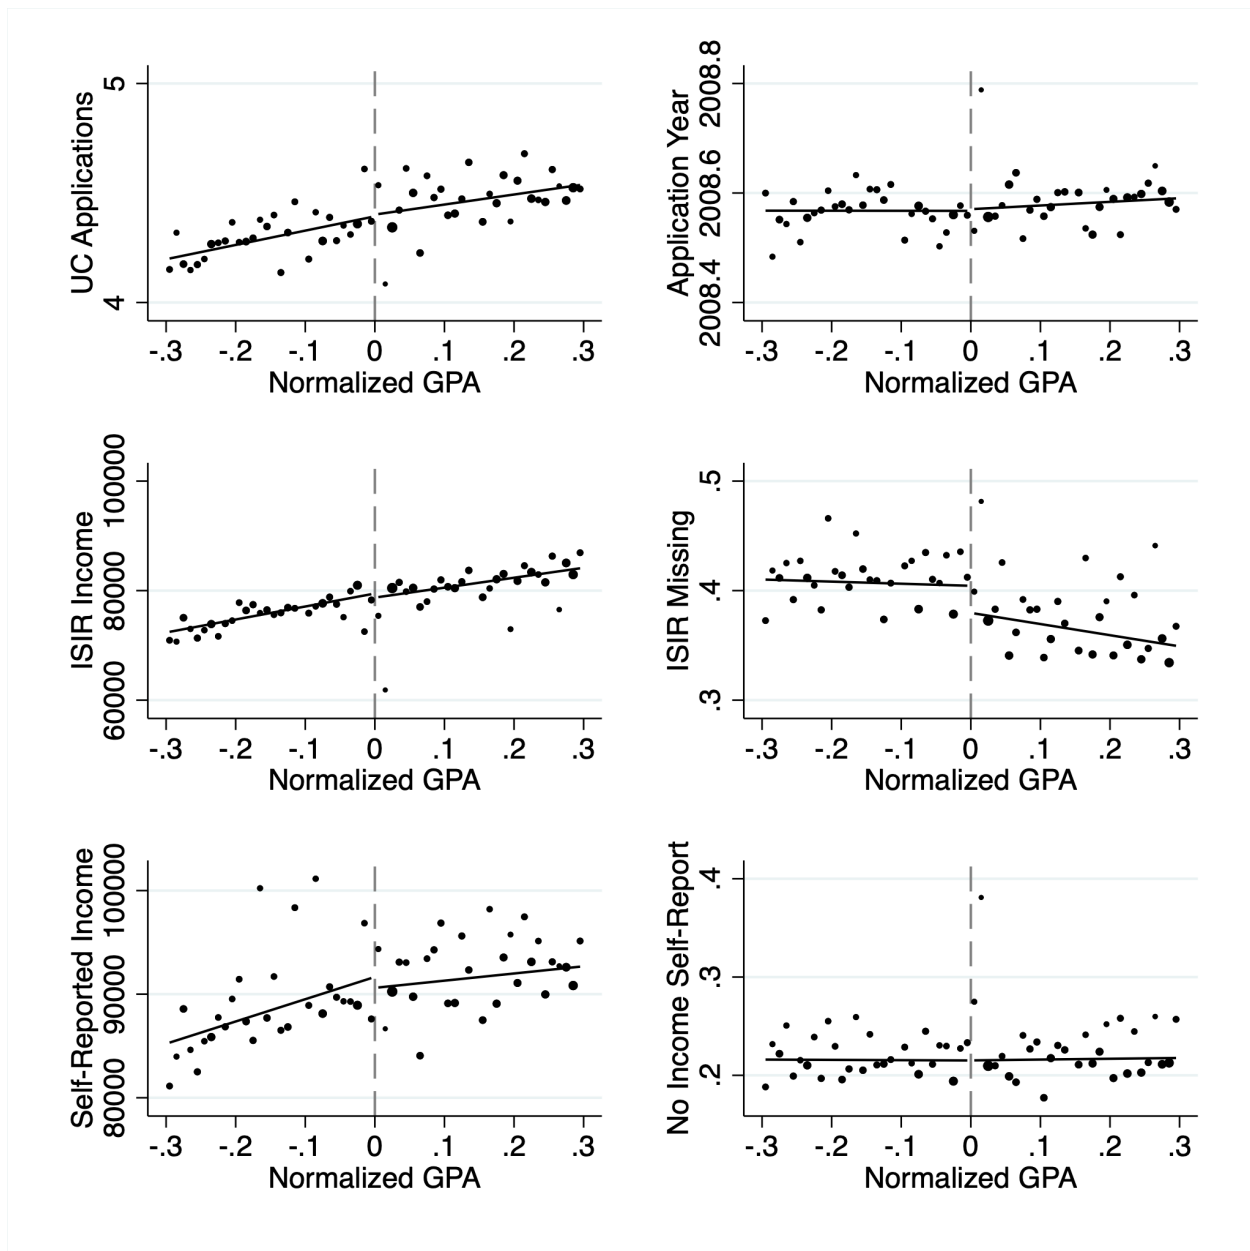 UC Applications
5
4
-.3 -.2 -.1 0 .1 .2 .3
Normalized GPA
Application Year
2008.8
2008.6
2008.4
-.3 -.2 -.1 0 .1 .2 .3
Normalized GPA
ISIR Income
100000
80000
60000
-.3 -.2 -.1 0 .1 .2 .3
Normalized GPA
ISIR Missing
.5
.4
.3
-.3 -.2 -.1 0 .1 .2 .3
Normalized GPA
Self-Reported Income
100000
90000
80000
-.3 -.2 -.1 0 .1 .2 .3
Normalized GPA
No Income Self-Report
.4
.3
.2
-.3 -.2 -.1 0 .1 .2 .3
Normalized GPA